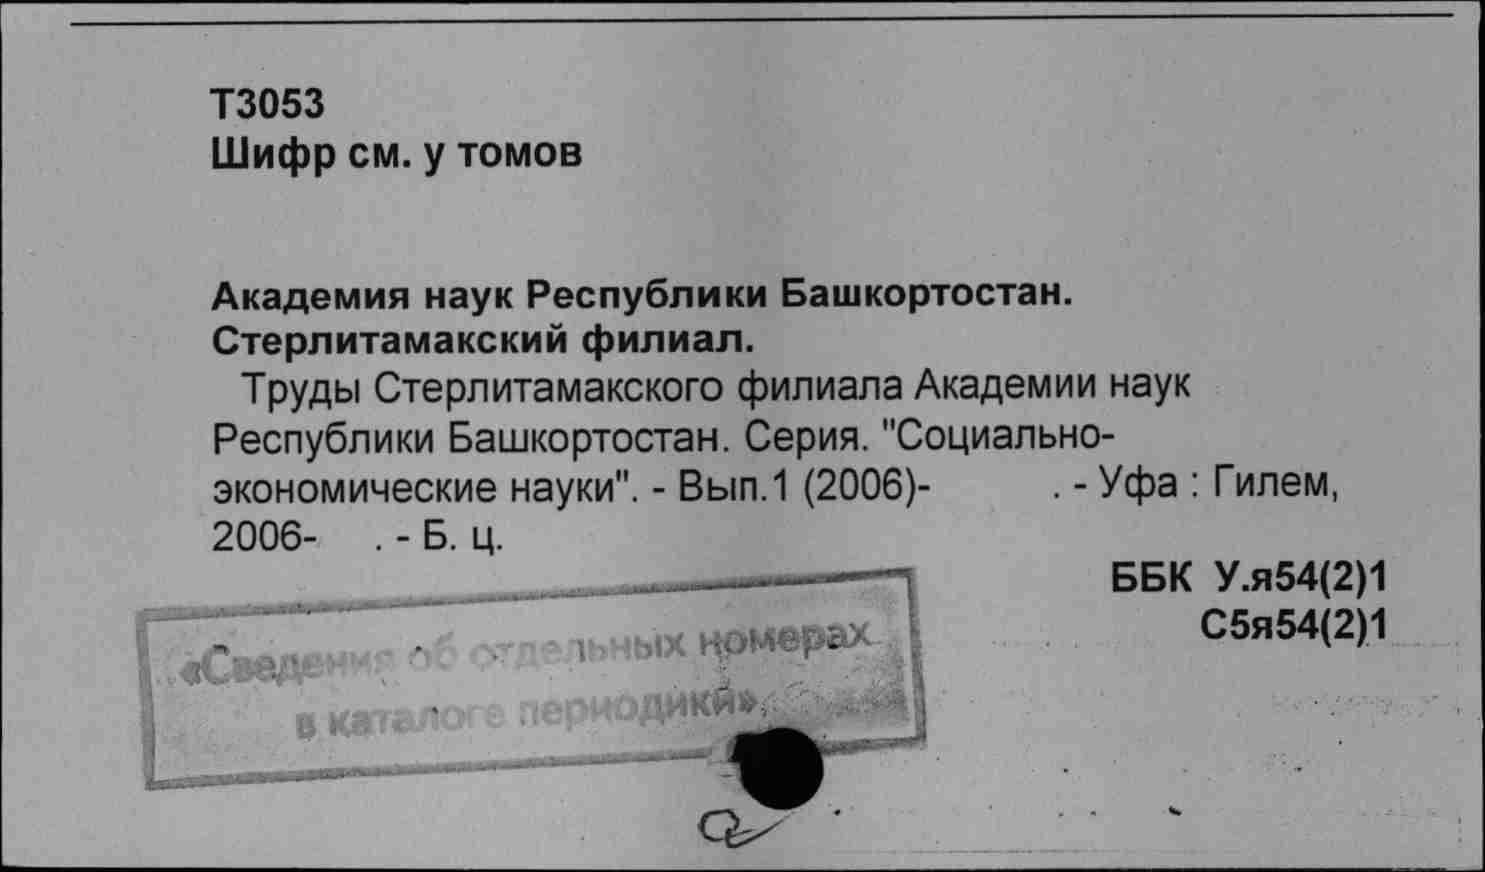 Т3053
Шифр см. у томов
Академия наук Республики Башкортостан.
Стерлитамакский филиал.
Труды Стерлитамакского филиала Академии наук
Республики Башкортостан. Серия. "Социально-
экономические науки". - Вып.1 (2006)- . - Уфа : Гилем,
2006- . - Б. ц.
ББК У.я54(2)1
С5я54(2)1
«Сведения об отдельных номерах
в каталоге периодики»